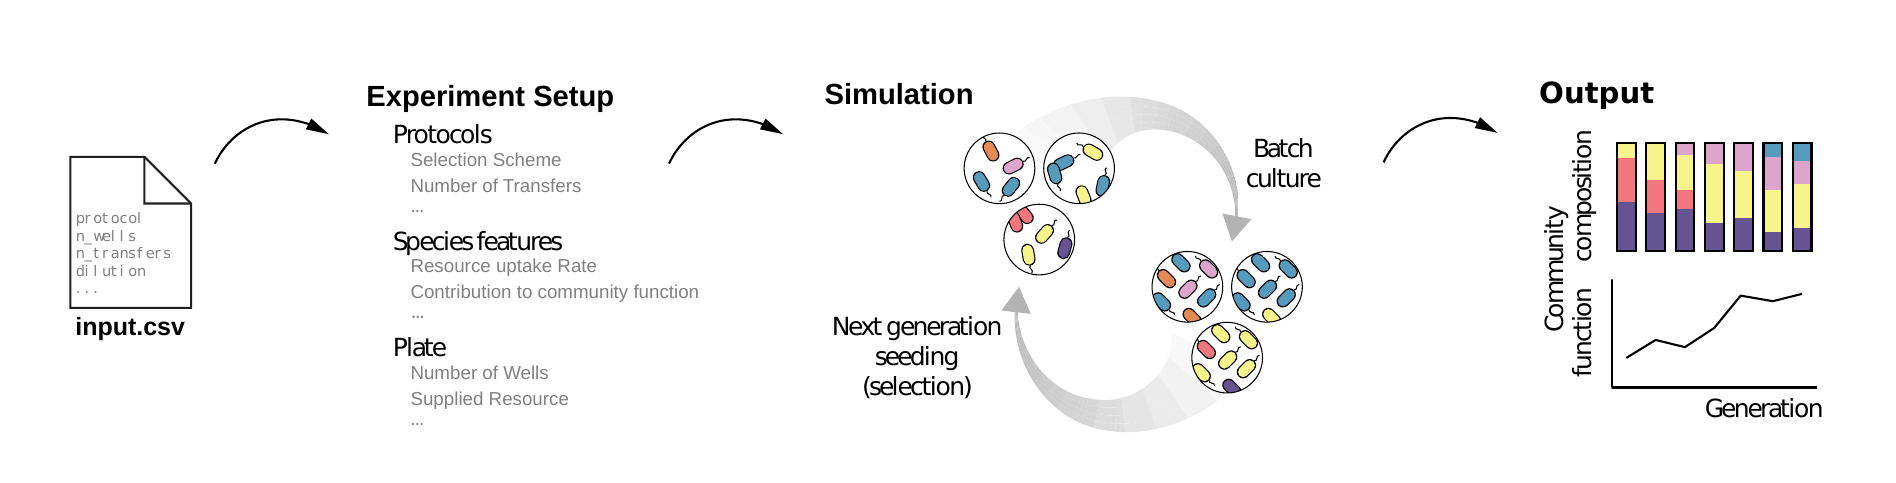 protocol
n_wells
n_transfers
dilution
...
input.csv
Experiment Setup
Protocols
Selection Scheme
Number of Transfers
...
Species features
Resource uptake Rate
Contribution to community function
...
Plate
Number of Wells
Supplied Resource
...
Simulation
Batch
culture
Next generation
seeding
(selection)
Output
Community
composition
function
Generation